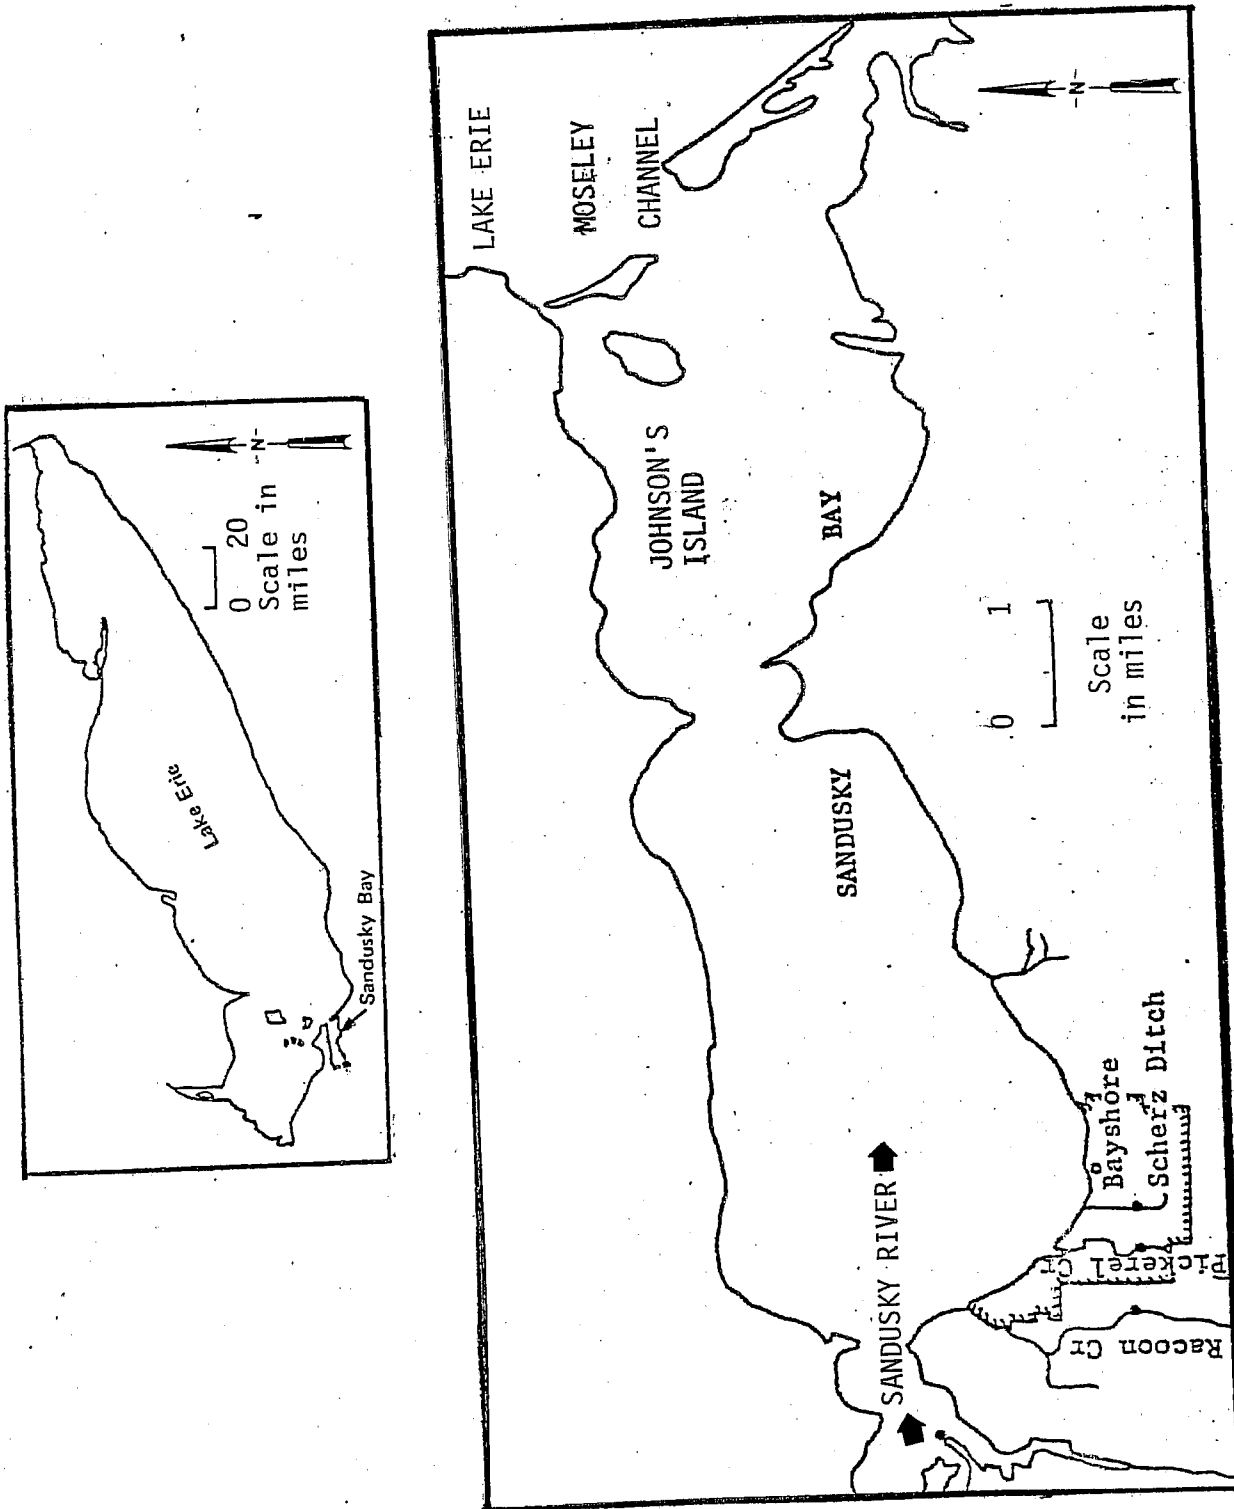 Lake Erie
-N-
0 20
Scale in
miles
Sandusky Bay
LAKE ERIE
MOSELEY
CHANNEL
-N-
JOHNSON'S
ISLAND
BAY
SANDUSKY
0 1
Scale
in miles
SANDUSKY RIVER
Bayshore
Scherz Ditch
Pickerel Cr
Racoon Cr